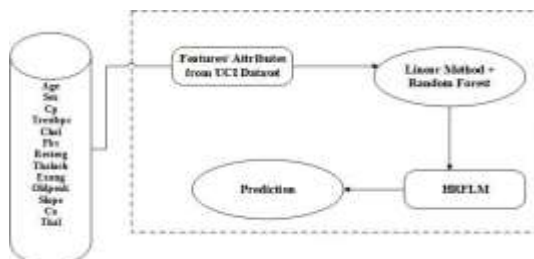 Age
Sex
Cp
Trestbps
Chol
Fbs
Restecg
Thalach
Exang
Oldpeak
Slope
Ca
Thal
Features/Attributes
from UCI Dataset
Linear Method +
Random Forest
HRFLM
Prediction